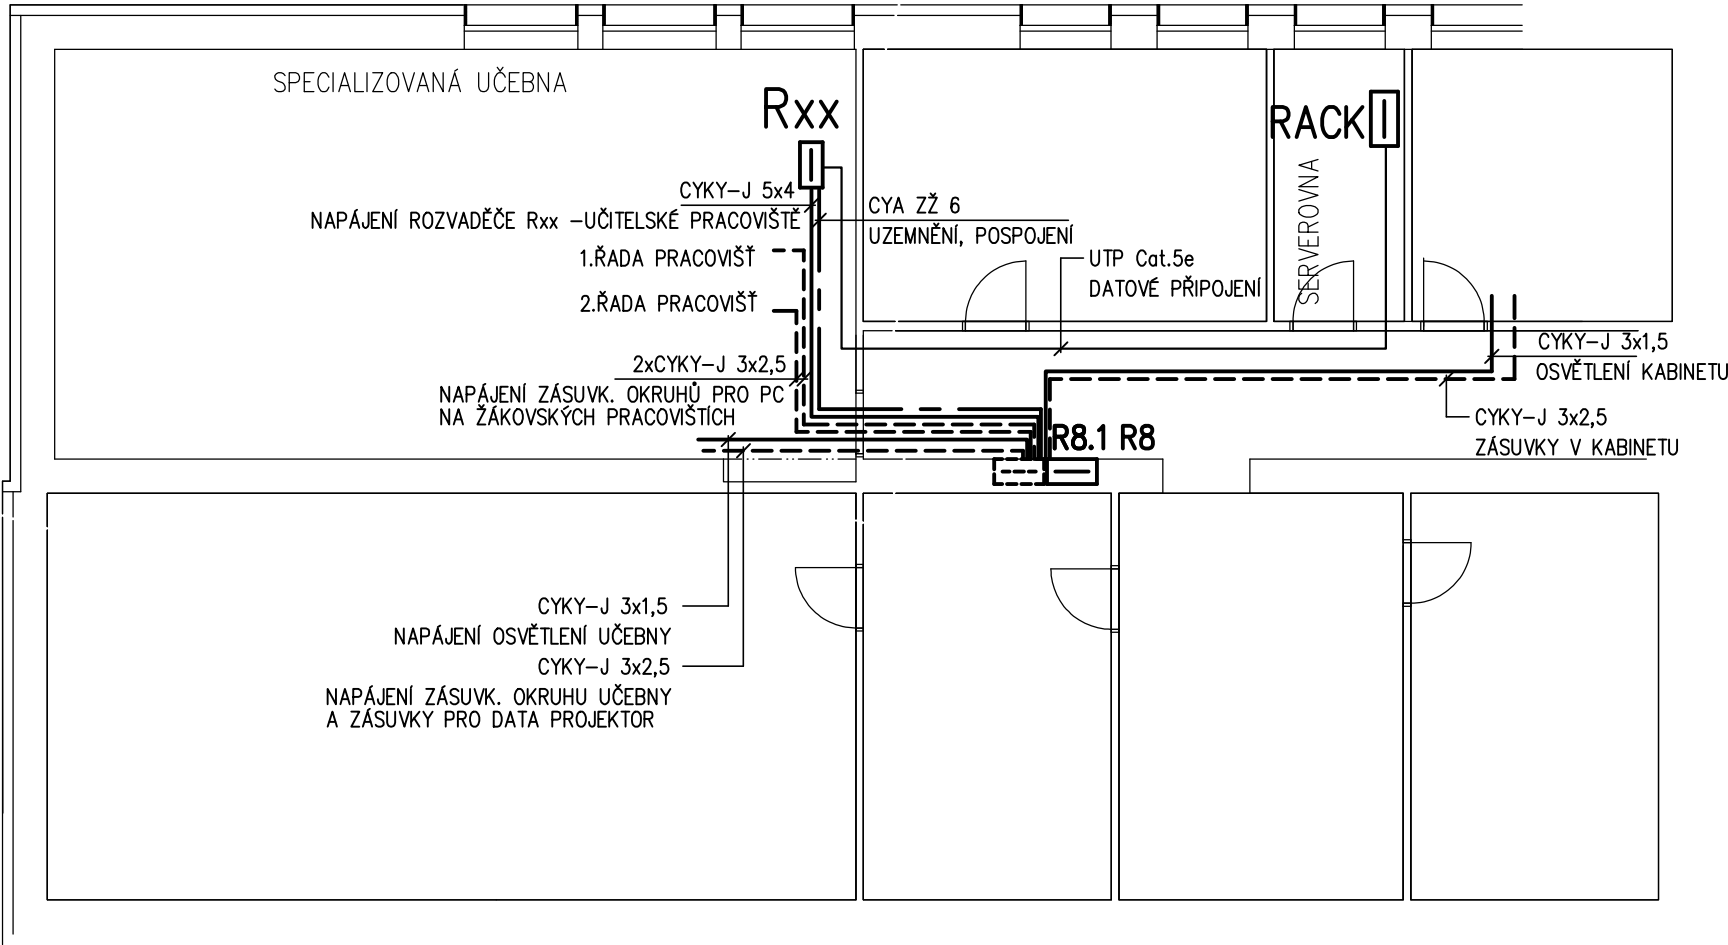 SPECIALIZOVANÁ UČEBNA
Rxx
RACK
SERVEROVNA
CYKY-J 5x4
NAPÁJENÍ ROZVADĚČE Rxx -UČITELSKÉ PRACOVIŠTĚ
CYA ZŽ 6
UZEMNĚNÍ, POSPOJENÍ
1.ŘADA PRACOVIŠŤ
UTP Cat.5e
DATOVÉ PŘIPOJENÍ
2.ŘADA PRACOVIŠŤ
2xCYKY-J 3x2,5
NAPÁJENÍ ZÁSUVK. OKRUHŮ PRO PC
NA ŽÁKOVSKÝCH PRACOVIŠTÍCH
CYKY-J 3x1,5
OSVĚTLENÍ KABINETU
CYKY-J 3x2,5
ZÁSUVKY V KABINETU
R8.1 R8
CYKY-J 3x1,5
NAPÁJENÍ OSVĚTLENÍ UČEBNY
CYKY-J 3x2,5
NAPÁJENÍ ZÁSUVK. OKRUHU UČEBNY
A ZÁSUVKY PRO DATA PROJEKTOR